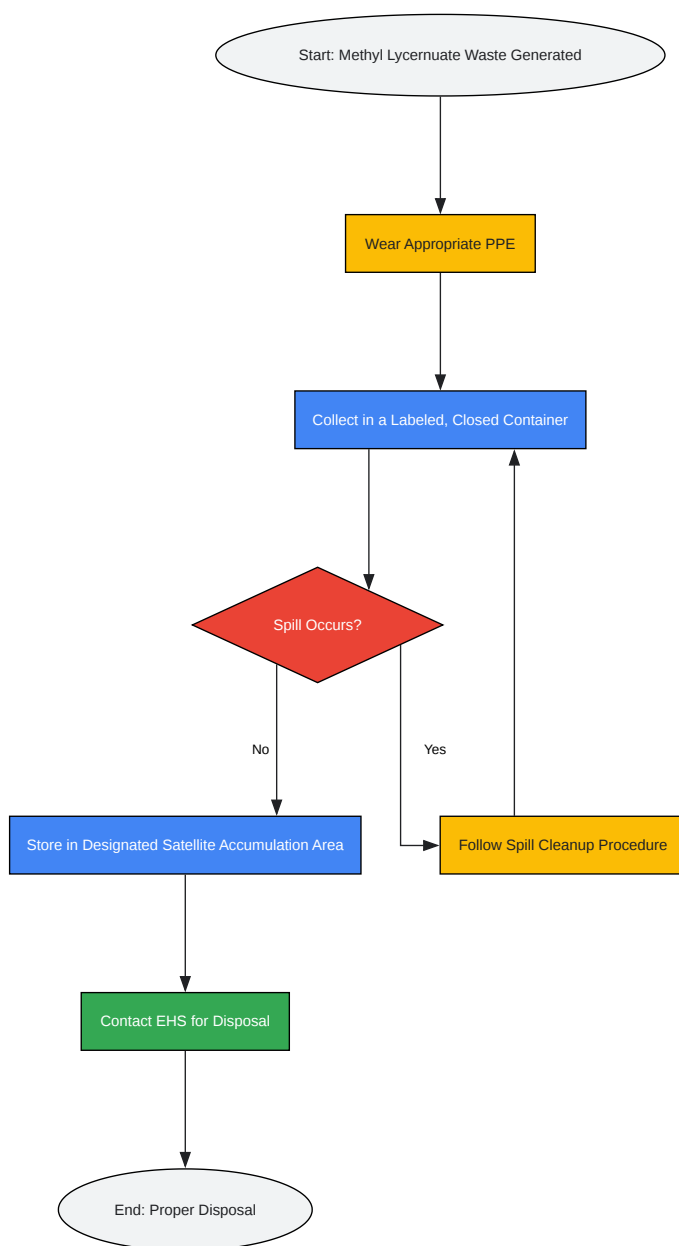 Start: Methyl Lycernuate Waste Generated
Wear Appropriate PPE
Collect in a Labeled, Closed Container
Spill Occurs?
No
Yes
Store in Designated Satellite Accumulation Area
Follow Spill Cleanup Procedure
Contact EHS for Disposal
End: Proper Disposal